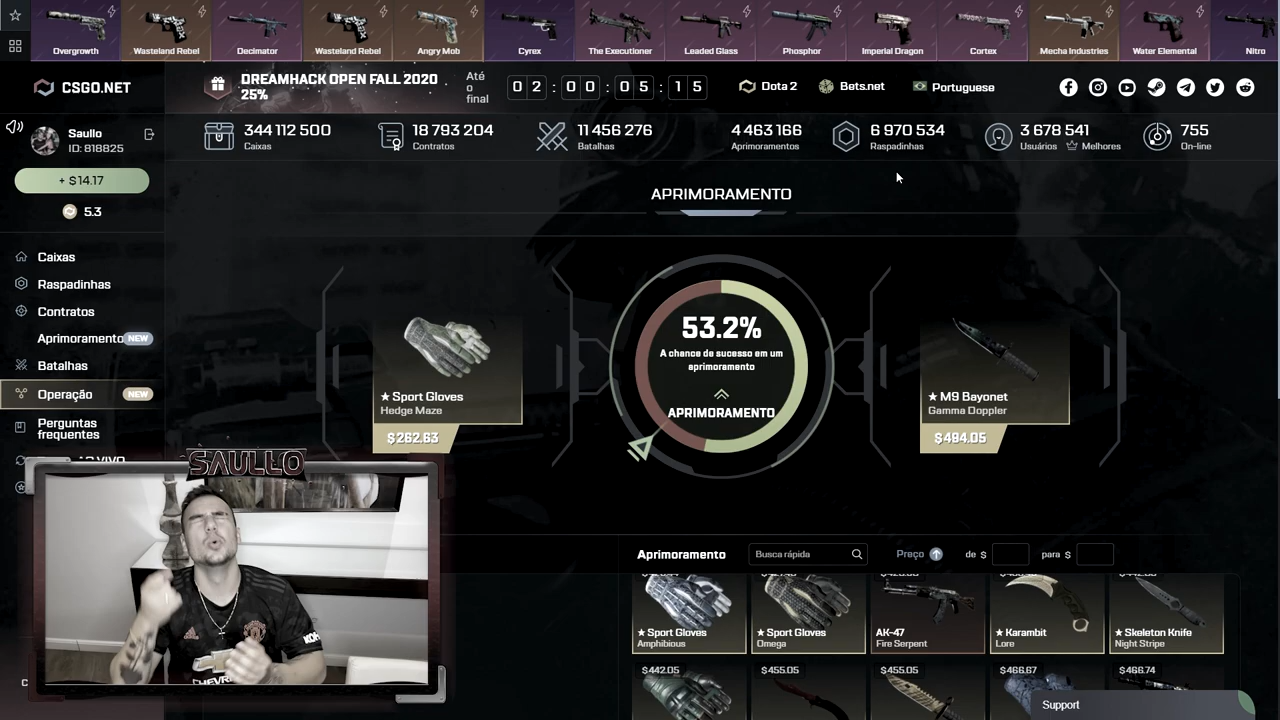 Overgrowth
Wasteland Rebel
Decimator
Wasteland Rebel
Angry Mob
Cyrex
The Executioner
Leaded Glass
Phosphor
Imperial Dragon
Cortex
Mecha Industries
Water Elemental
Nitro
CSGO.NET
DREAMHACK OPEN FALL 2020
25%
Até
o
final
02:00:05:15
Dota 2
Bets.net
Portuguese
Saullo
ID: 818825
+ $14.17
5.3
344 112 500
Caixas
18 793 204
Contratos
11 456 276
Batalhas
4 463 166
Aprimoramentos
6 970 534
Raspadinhas
3 678 541
Usuários
Melhores
755
On-line
Caixas
Raspadinhas
Contratos
Aprimoramento NEW
Batalhas
Operação NEW
Perguntas
frequentes
AO VIVO
APRIMORAMENTO
★ Sport Gloves
Hedge Maze
$262.63
53.2%
A chance de sucesso em um
aprimoramento
APRIMORAMENTO
★ M9 Bayonet
Gamma Doppler
$494.05
SAULLO
Aprimoramento
Busca rápida
Preço
de $
para $
★ Sport Gloves
Amphibious
★ Sport Gloves
Omega
AK-47
Fire Serpent
★ Karambit
Lore
★ Skeleton Knife
Night Stripe
$442.05
$455.05
$455.05
$466.67
$466.74
Support
adidas